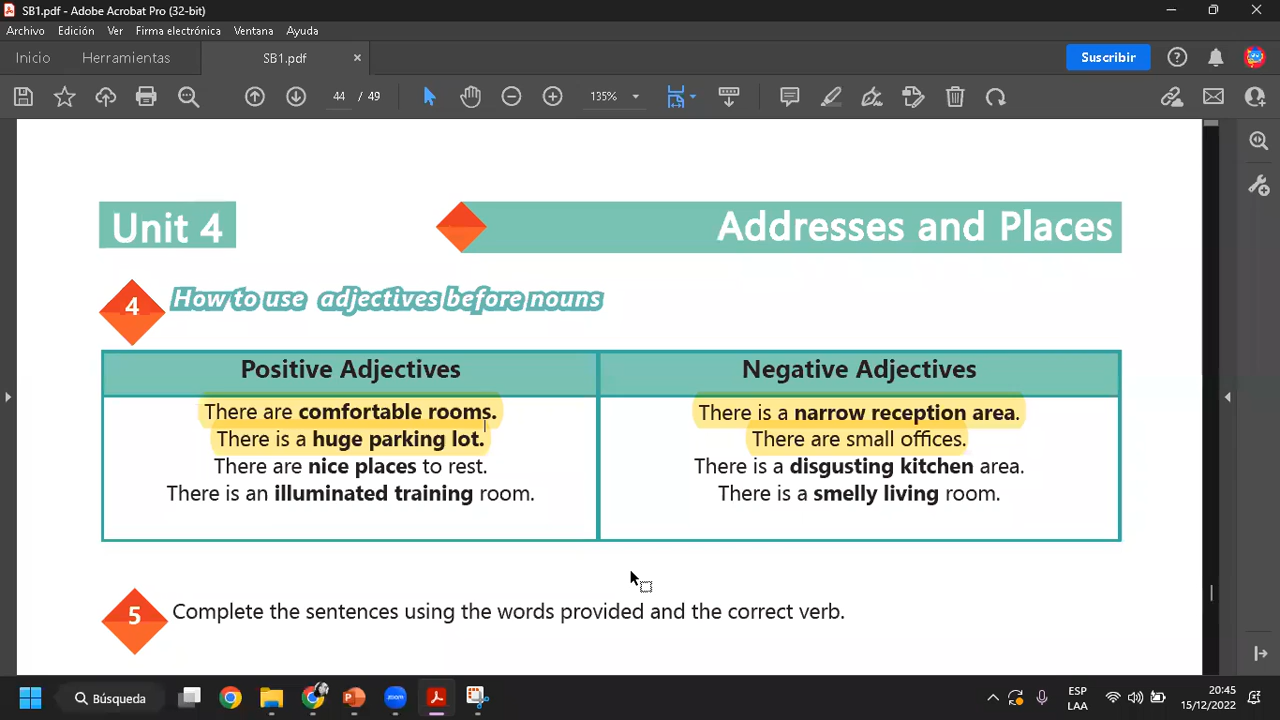 SB1.pdf - Adobe Acrobat Pro (32-bit)
Archivo Edición Ver Firma electrónica Ventana Ayuda
Inicio Herramientas SB1.pdf × Suscribir
44 / 49 135%
Unit 4 Addresses and Places
4 How to use adjectives before nouns
Positive Adjectives
There are comfortable rooms.
There is a huge parking lot.
There are nice places to rest.
There is an illuminated training room.
Negative Adjectives
There is a narrow reception area.
There are small offices.
There is a disgusting kitchen area.
There is a smelly living room.
5 Complete the sentences using the words provided and the correct verb.
Búsqueda zoom ESP 20:45
LAA 15/12/2022